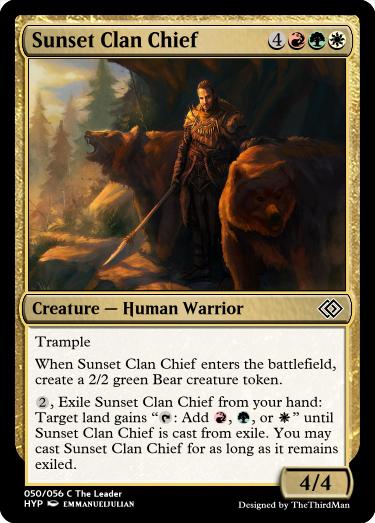 Sunset Clan Chief 4
Creature — Human Warrior
Trample
When Sunset Clan Chief enters the battlefield,
create a 2/2 green Bear creature token.
2, Exile Sunset Clan Chief from your hand:
Target land gains “: Add , , or ” until
Sunset Clan Chief is cast from exile. You may
cast Sunset Clan Chief for as long as it remains
exiled.
4/4
050/056 C The Leader
HYP EMMANUELJULIAN
Designed by TheThirdMan